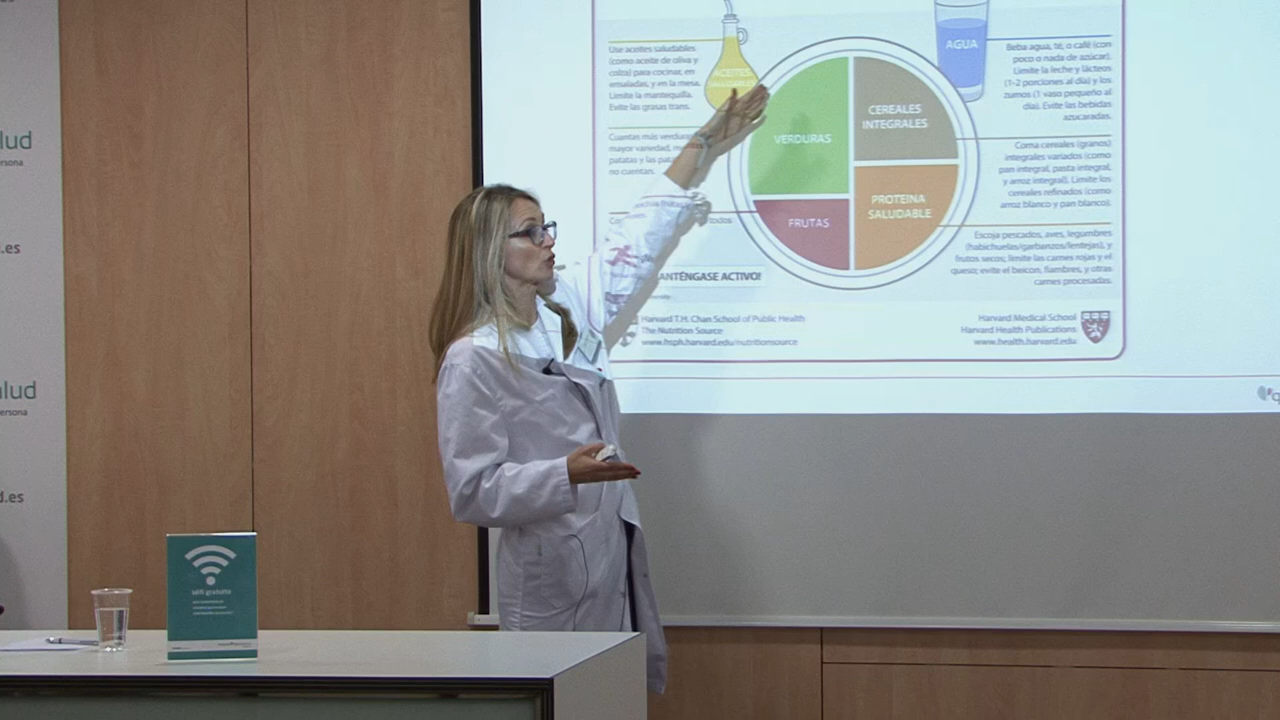 alud
ersona
.es
alud
ersona
d.es
Wifi gratuito
Use aceites saludables
(como aceite de oliva y
colza) para cocinar, en
ensaladas, y en la mesa.
Limite la mantequilla.
Evite las grasas trans.
ACEITES
AGUA
Beba agua, té, o café (con
poco o nada de azúcar).
Limite la leche y lácteos
(1-2 porciones al día) y los
zumos (1 vaso pequeño al
día). Evite las bebidas
azucaradas.
Cuantas más verduras
mayor variedad,
patatas y las
no cuentan.
VERDURAS
CEREALES
INTEGRALES
Coma cereales (granos)
integrales variados (como
pan integral, pasta integral,
y arroz integral). Limite los
cereales refinados (como
arroz blanco y pan blanco).
FRUTAS
PROTEINA
SALUDABLE
todos
Escoja pescados, aves, legumbres
(habichuelas/garbanzos/lentejas), y
frutos secos; limite las carnes rojas y el
queso; evite el beicon, fiambres, y otras
carnes procesadas.
ANTÉNGASE ACTIVO!
Harvard T.H. Chan School of Public Health
The Nutrition Source
www.hsph.harvard.edu/nutritionsource
Harvard Medical School
Harvard Health Publications
www.health.harvard.edu